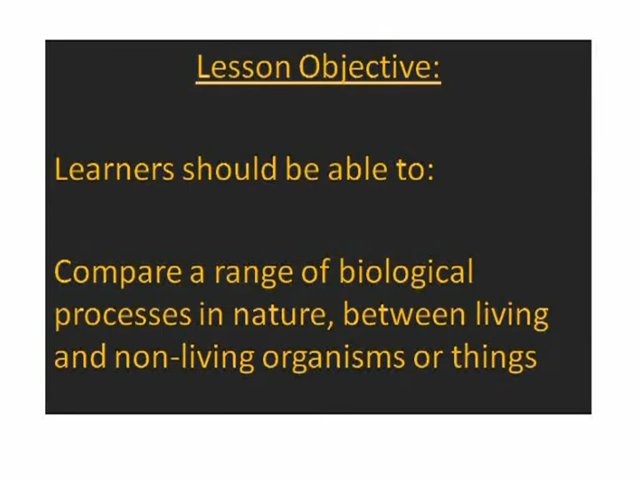 Lesson Objective:
Learners should be able to:
Compare a range of biological
processes in nature, between living
and non-living organisms or things